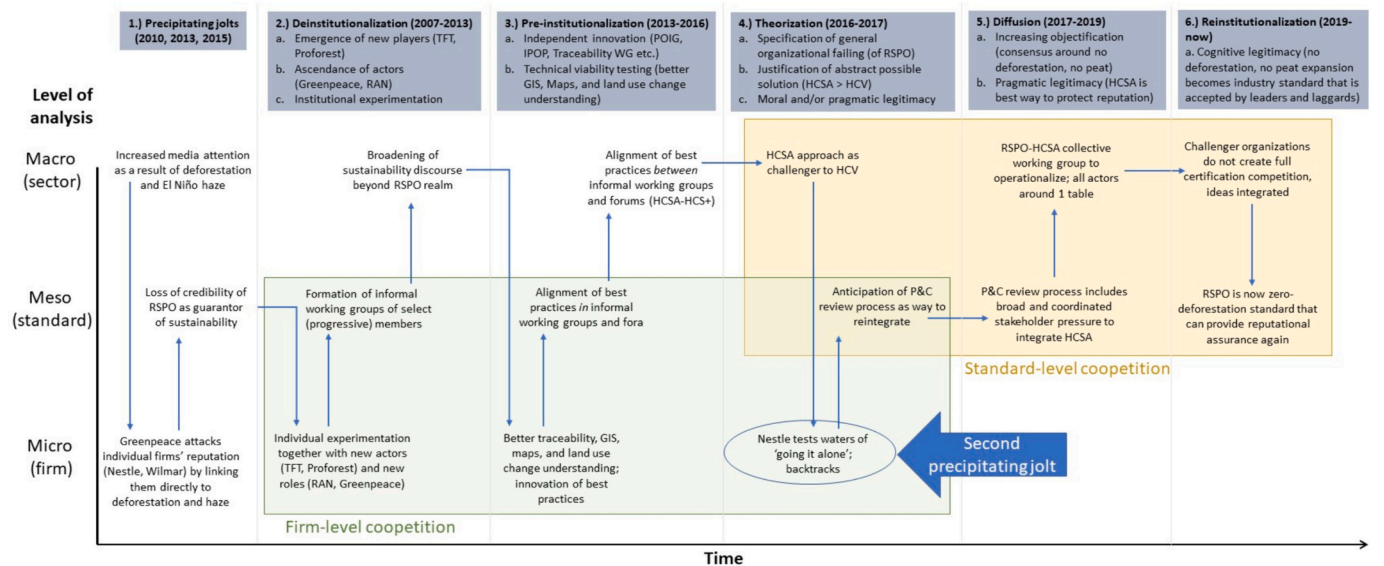 1.) Precipitating jolts
(2010, 2013, 2015)
2.) Deinstitutionalization (2007-2013)
a. Emergence of new players (TFT,
Proforest)
b. Ascendance of actors
(Greenpeace, RAN)
c. Institutional experimentation
3.) Pre-institutionalization (2013-2016)
a. Independent innovation (POIG,
IPOP, Traceability WG etc.)
b. Technical viability testing (better
GIS, Maps, and land use change
understanding)
4.) Theorization (2016-2017)
a. Specification of general
organizational failing (of RSPO)
b. Justification of abstract possible
solution (HCSA > HCV)
c. Moral and/or pragmatic legitimacy
5.) Diffusion (2017-2019)
a. Increasing objectification
(consensus around no
deforestation, no peat)
b. Pragmatic legitimacy (HCSA is
best way to protect reputation)
6.) Reinstitutionalization (2019-
now)
a. Cognitive legitimacy (no
deforestation, no peat expansion
becomes industry standard that is
accepted by leaders and laggards)
Level of
analysis
Macro
(sector)
Increased media attention
as a result of deforestation
and El Niño haze
Broadening of
sustainability discourse
beyond RSPO realm
Alignment of best
practices between
informal working groups
and forums (HCSA-HCS+)
HCSA approach as
challenger to HCV
RSPO-HCSA collective
working group to
operationalize; all
actors around 1 table
Challenger organizations
do not create full
certification competition,
ideas integrated
Meso
(standard)
Loss of credibility of
RSPO as guarantor
of sustainability
Formation of informal
working groups of select
(progressive) members
Alignment of best
practices in informal
working groups and fora
Anticipation of P&C
review process as way to
reintegrate
P&C review process includes
broad and coordinated
stakeholder pressure to
integrate HCSA
RSPO is now zero-
deforestation standard that
can provide reputational
assurance again
Standard-level coopetition
Micro
(firm)
Greenpeace attacks
individual firms' reputation
(Nestle, Wilmar) by linking
them directly to
deforestation and haze
Individual experimentation
together with new actors
(TFT, Proforest) and new
roles (RAN, Greenpeace)
Better traceability, GIS,
maps, and land use
change understanding;
innovation of best
practices
Nestle tests waters of
'going it alone';
backtracks
Second
precipitating jolt
Firm-level coopetition
Time